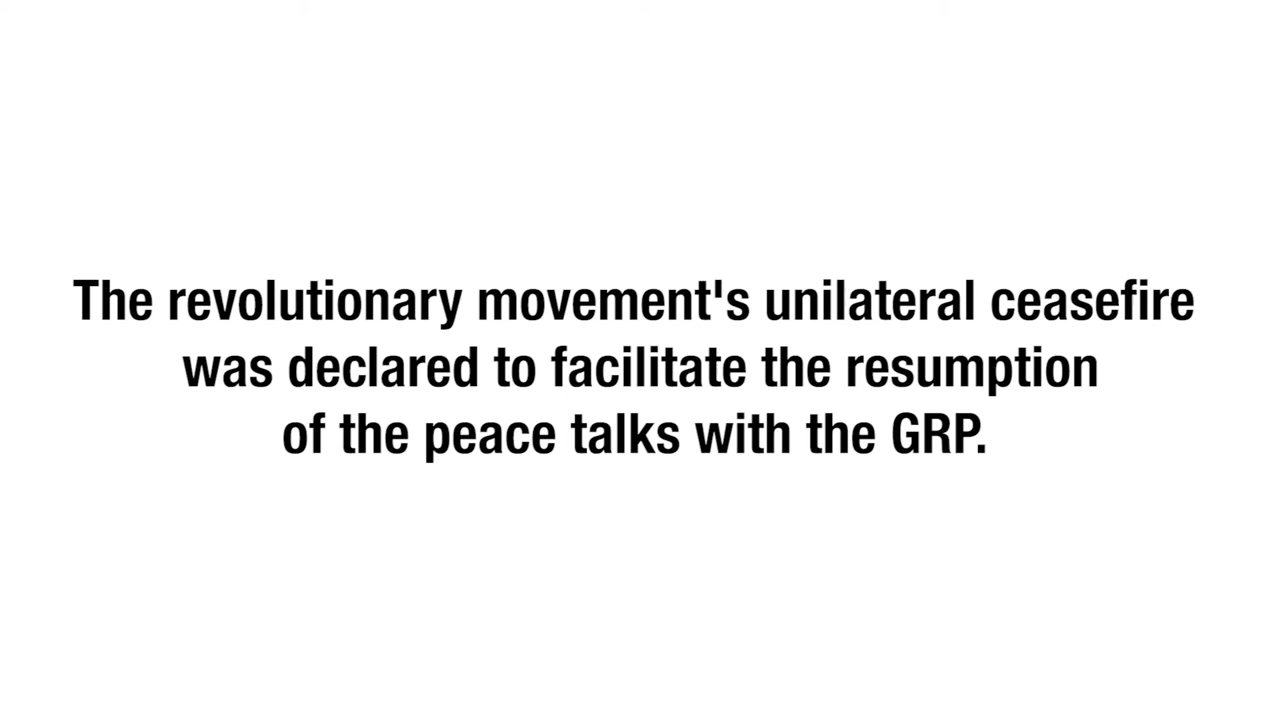 The revolutionary movement's unilateral ceasefire
was declared to facilitate the resumption
of the peace talks with the GRP.